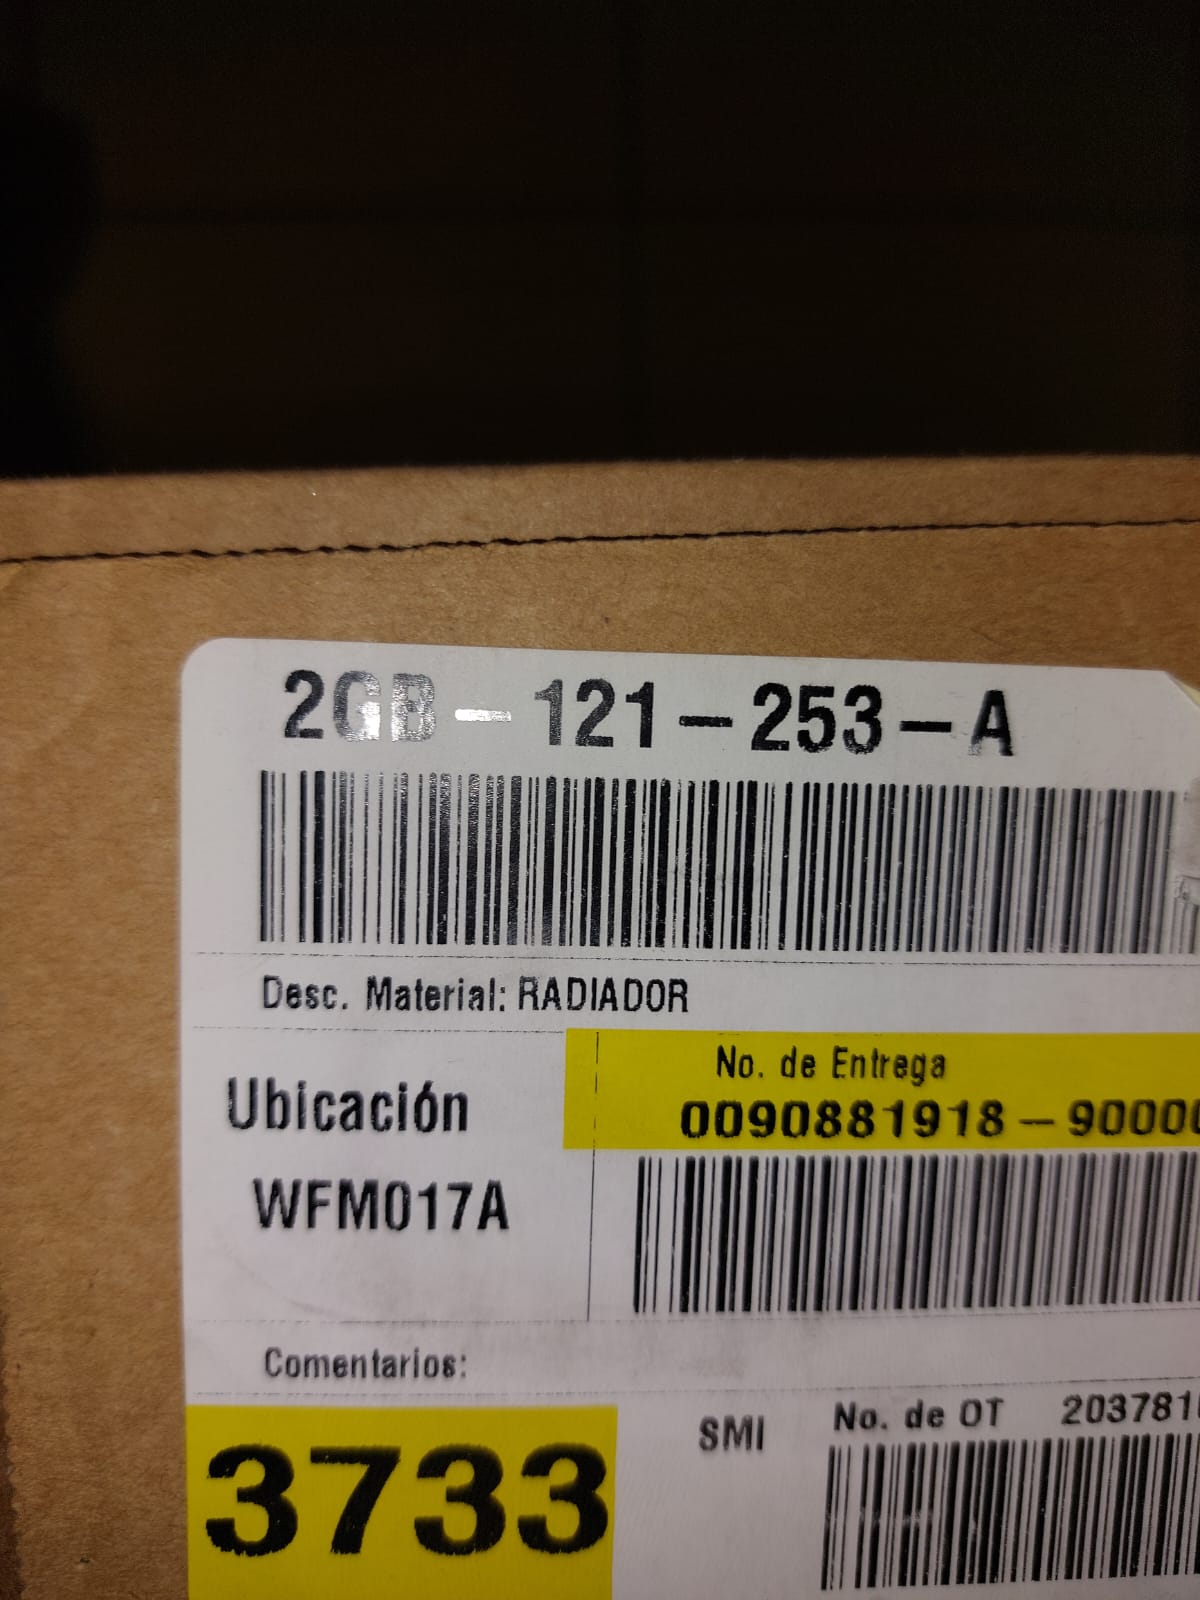 2GB-121-253-A
Desc. Material: RADIADOR
No. de Entrega
Ubicación
0090881918-9000
WFM017A
Comentarios:
SMI No. de OT 203781
3733